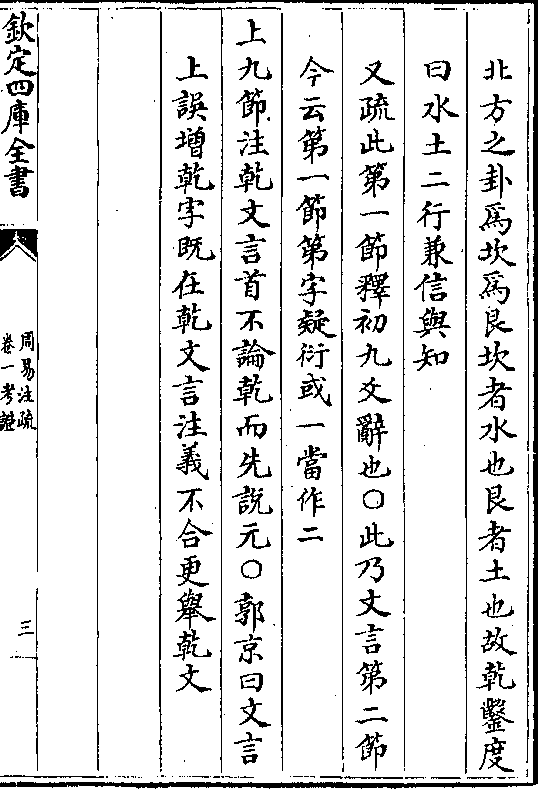 北方之卦爲坎爲艮坎者水也艮者土也故乾鑿度
曰水土二行兼信與知
又疏此第一節釋初九爻辭也○此乃文言第二節
今云第一節第字疑衍或一當作二
上九節注乾文言首不論乾而先說元○郭京曰文言
上誤增乾字既在乾文言注義不合更舉乾文
欽定四庫全書
周易注疏
卷一考證
三